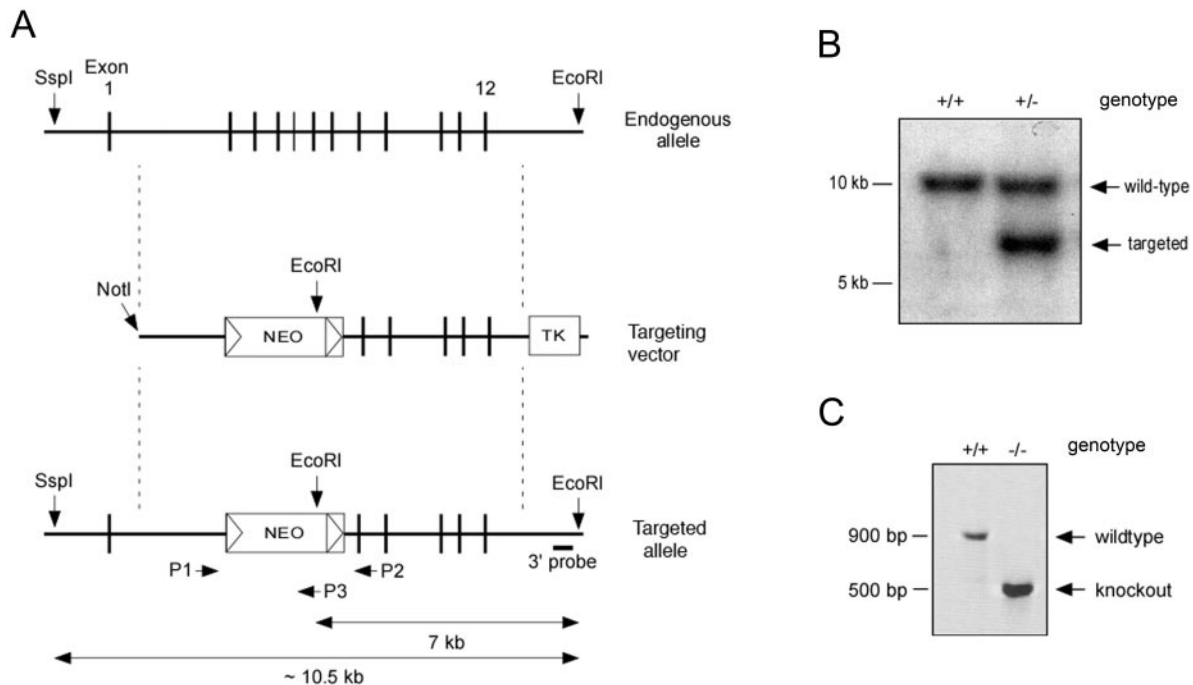 A
SspI
Exon
1
12
EcoRI
Endogenous
allele
NotI
EcoRI
NEO
TK
Targeting
vector
SspI
EcoRI
EcoRI
NEO
Targeted
allele
3' probe
P1
P2
P3
7 kb
~ 10.5 kb
B
+/+ +/- genotype
10 kb
wild-type
targeted
5 kb
C
+/+ -/- genotype
900 bp
wildtype
500 bp
knockout